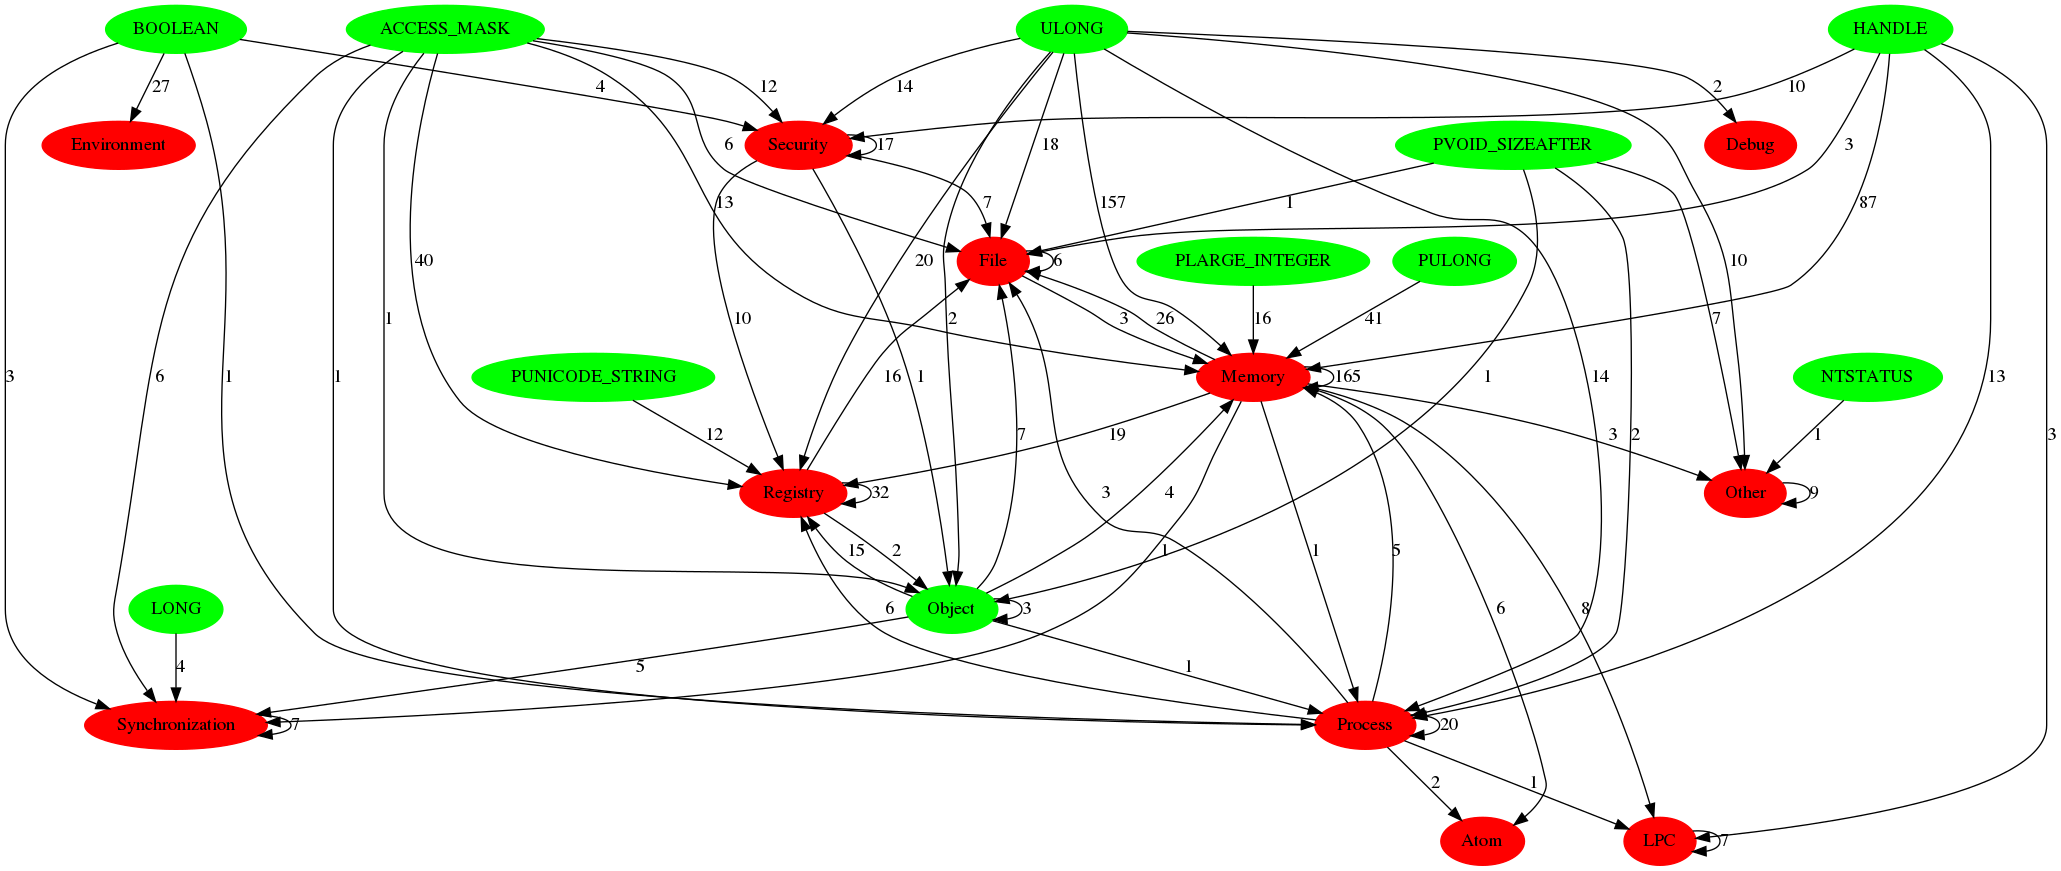 BOOLEAN
ACCESS_MASK
ULONG
HANDLE
27
4
12
14
2
10
Environment
Security
17
6
18
PVOID_SIZEAFTER
Debug
3
13
7
157
1
87
40
20
File
6
PLARGE_INTEGER
PULONG
10
3
6
1
1
1
10
16
2
3
26
16
41
7
PUNICODE_STRING
1
Memory
165
1
14
13
NTSTATUS
12
19
7
4
2
3
1
3
Registry
32
Other
9
15
2
3
1
1
5
LONG
Object
3
6
6
8
4
5
1
Synchronization
7
Process
20
2
1
Atom
LPC
7